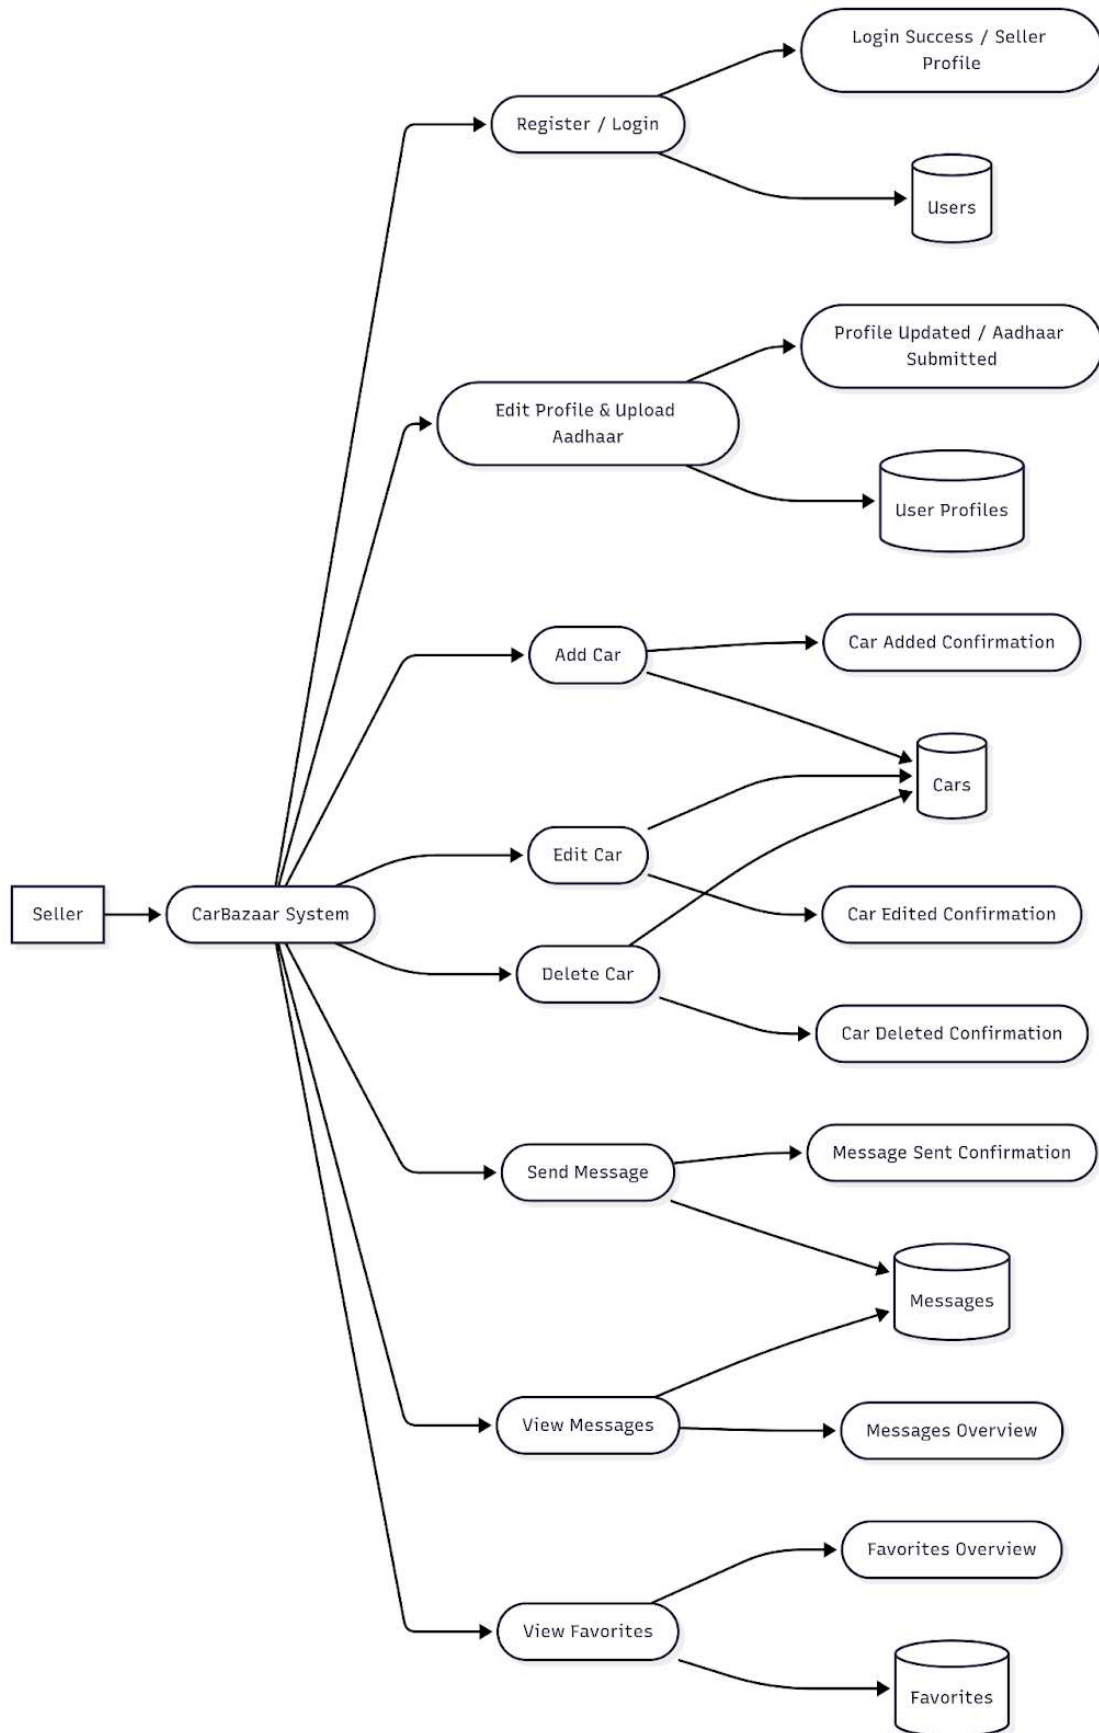 Login Success / Seller
Profile
Register / Login
Users
Profile Updated / Aadhaar
Submitted
Edit Profile & Upload
Aadhaar
User Profiles
Add Car
Car Added Confirmation
Cars
Edit Car
Seller
CarBazaar System
Car Edited Confirmation
Delete Car
Car Deleted Confirmation
Message Sent Confirmation
Send Message
Messages
View Messages
Messages Overview
Favorites Overview
View Favorites
Favorites